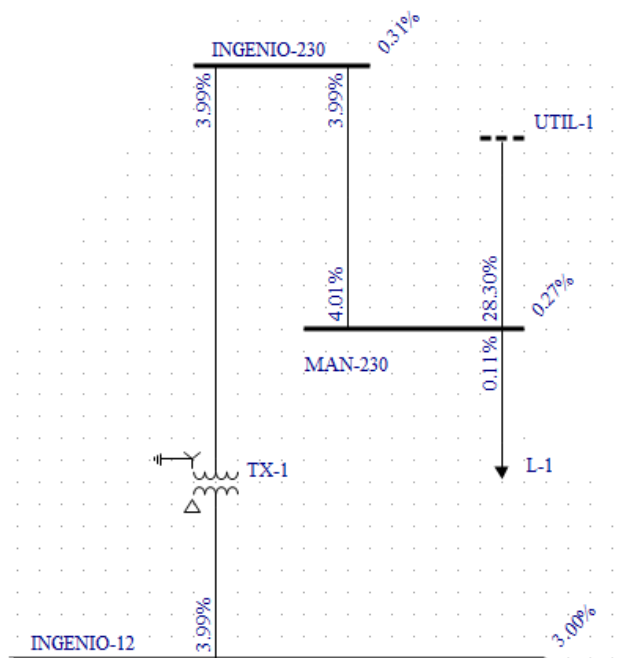 INGENIO-230
0.31%
3.99%
3.99%
UTIL-1
4.01%
28.30%
0.27%
MAN-230
0.11%
TX-1
L-1
3.99%
INGENIO-12
3.00%